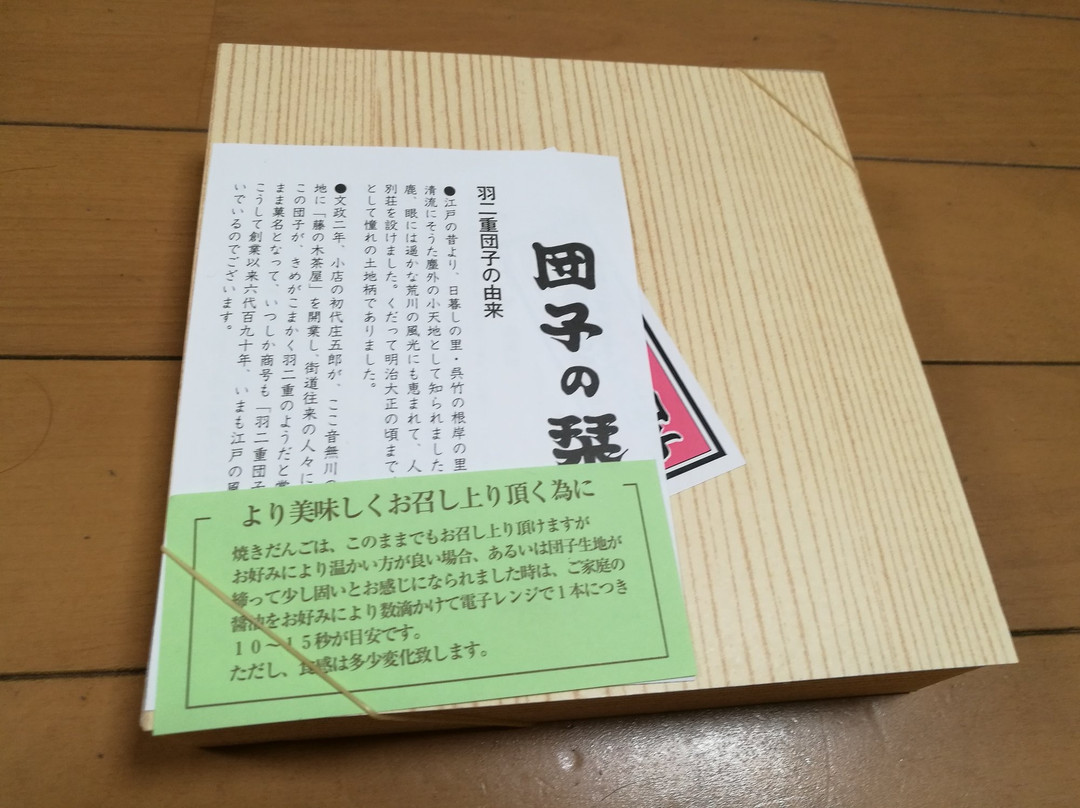 団子の栞
羽二重団子の由来
●江戸の昔より、日暮しの里・呉竹の根岸の里
清流にそうた塵外の小天地として知られました
鹿、眼には遥かな荒川の風光にも恵まれて、人
別荘を設けました。くだって明治大正の頃まで
として憧れの土地柄でありました。
●文政二年、小店の初代庄五郎が、ここ音無川の
地に「藤の木茶屋」を開業し、街道往来の人々に
この団子が、きめがこまかく羽二重のようだと賞
まま菓名となって、いつしか商号も「羽二重団子
こうして創業以来六代百九十年、いまも江戸の風
いでいるのでございます。
より美味しくお召し上り頂く為に
焼きだんごは、このままでもお召し上り頂けますが
お好みにより温かい方が良い場合、あるいは団子生地が
締って少し固いとお感じになられました時は、ご家庭の
醤油をお好みにより数滴かけて電子レンジで1本につき
10～15秒が目安です。
ただし、食感は多少変化致します。